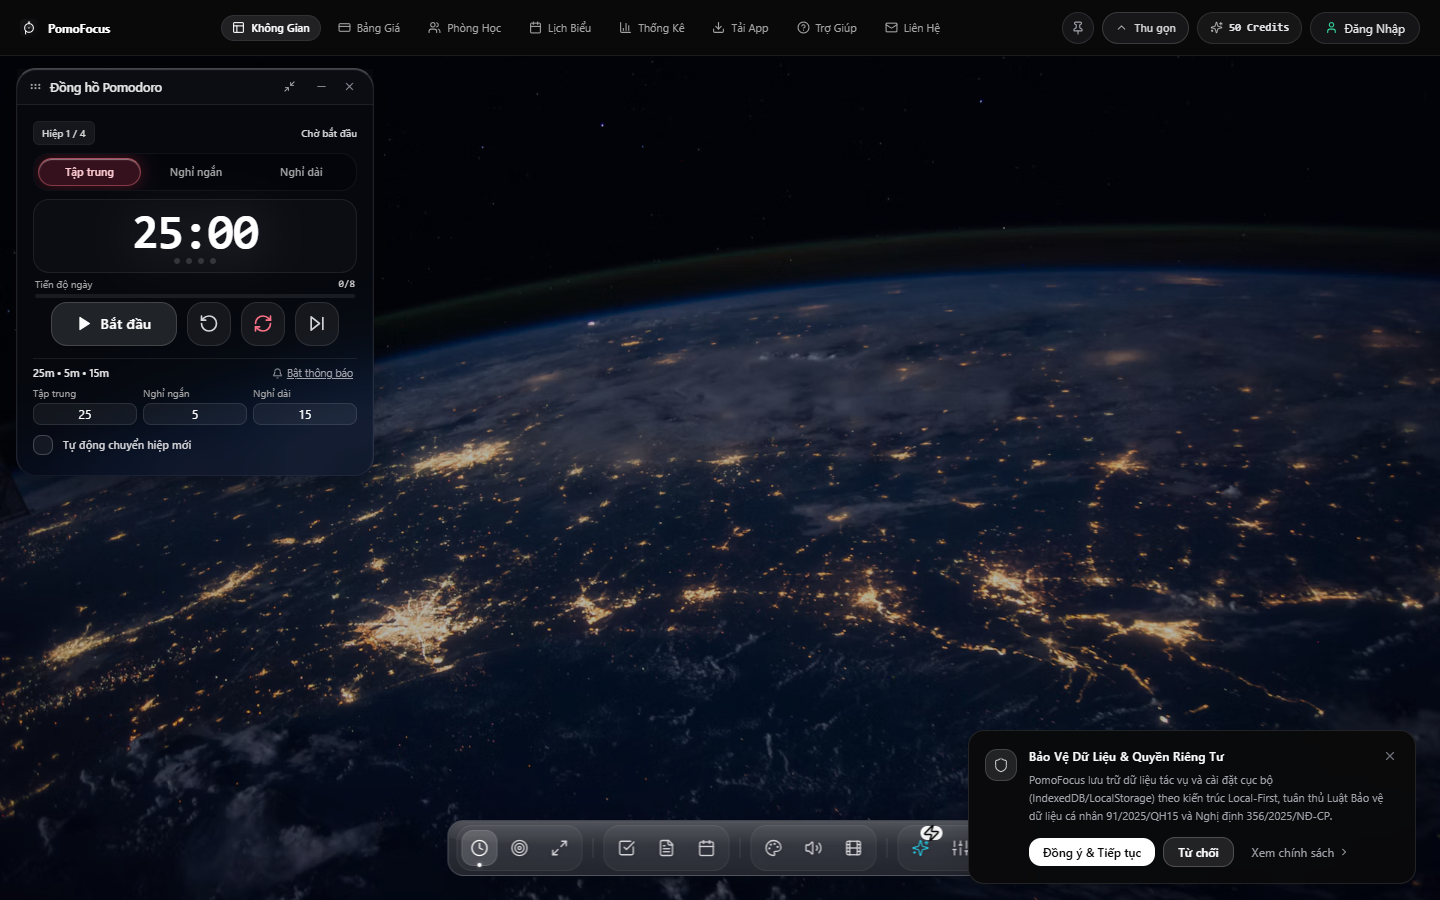 PomoFocus
Không Gian
Bảng Giá
Phòng Học
Lịch Biểu
Thống Kê
Tải App
Trợ Giúp
Liên Hệ
Thu gọn
50 Credits
Đăng Nhập
Đồng hồ Pomodoro
Hiệp 1 / 4
Chờ bắt đầu
Tập trung
Nghỉ ngắn
Nghỉ dài
25:00
Tiến độ ngày
0/8
Bắt đầu
25m • 5m • 15m
Bật thông báo
Tập trung
Nghỉ ngắn
Nghỉ dài
25
5
15
Tự động chuyển hiệp mới
Bảo Vệ Dữ Liệu & Quyền Riêng Tư
PomoFocus lưu trữ dữ liệu tác vụ và cài đặt cục bộ
(IndexedDB/LocalStorage) theo kiến trúc Local-First, tuân thủ Luật Bảo vệ
dữ liệu cá nhân 91/2025/QH15 và Nghị định 356/2025/NĐ-CP.
Đồng ý & Tiếp tục
Từ chối
Xem chính sách